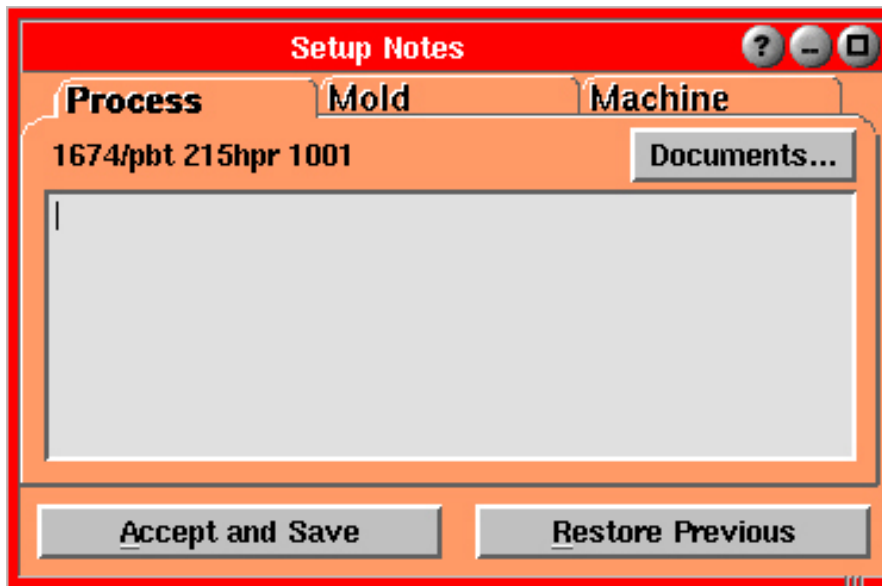 Setup Notes ?
Process Mold Machine
1674/pbt 215hpr 1001 Documents...
Accept and Save Restore Previous